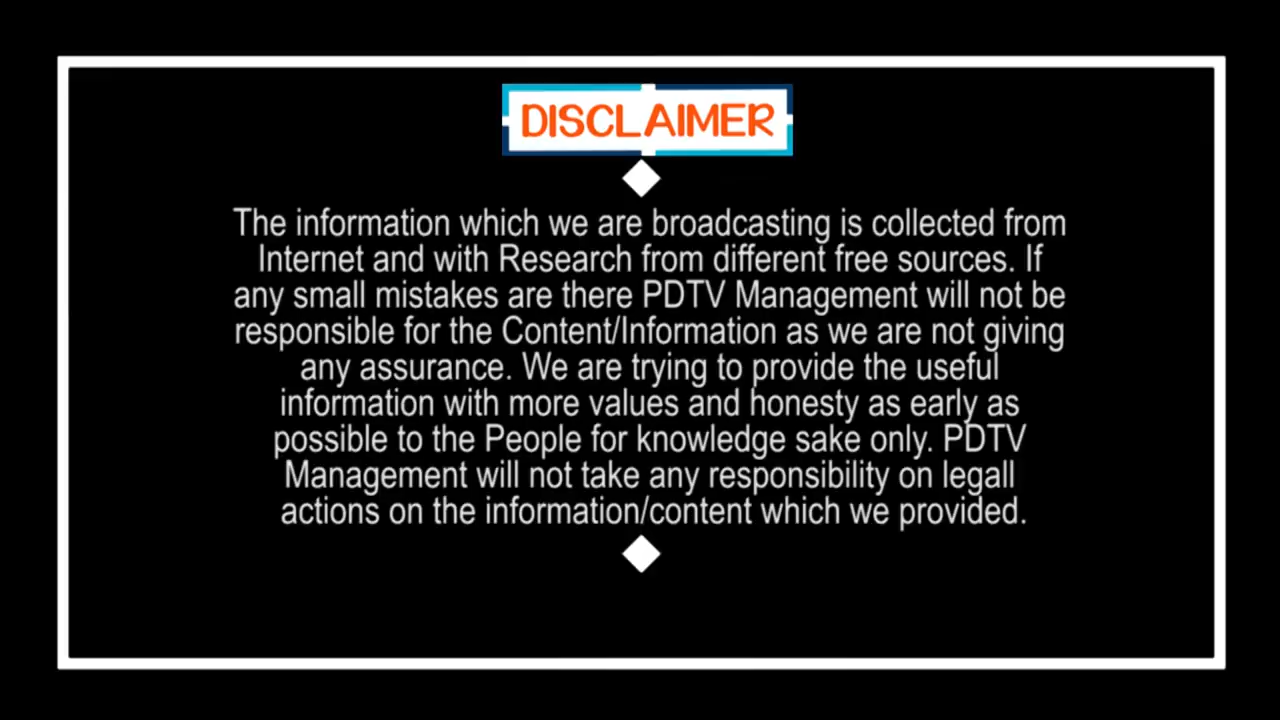 DISCLAIMER
The information which we are broadcasting is collected from
Internet and with Research from different free sources. If
any small mistakes are there PDTV Management will not be
responsible for the Content/Information as we are not giving
any assurance. We are trying to provide the useful
information with more values and honesty as early as
possible to the People for knowledge sake only. PDTV
Management will not take any responsibility on legall
actions on the information/content which we provided.